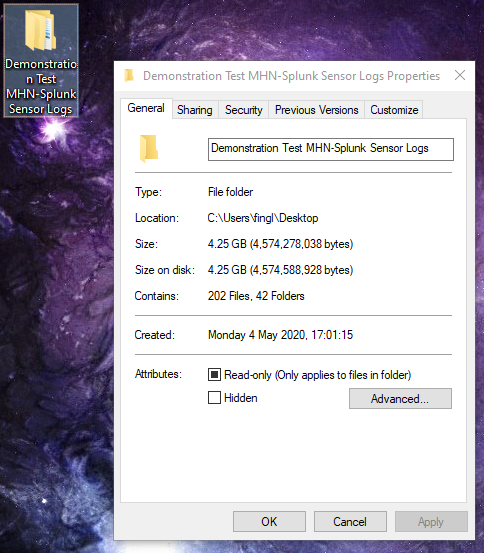 Demonstratio
n Test
MHN-Splunk
Sensor Logs
Demonstration Test MHN-Splunk Sensor Logs Properties
General Sharing Security Previous Versions Customize
Demonstration Test MHN-Splunk Sensor Logs
Type: File folder
Location: C:\Users\fingl\Desktop
Size: 4.25 GB (4,574,278,038 bytes)
Size on disk: 4.25 GB (4,574,588,928 bytes)
Contains: 202 Files, 42 Folders
Created: Monday 4 May 2020, 17:01:15
Attributes: Read-only (Only applies to files in folder)
Hidden Advanced...
OK Cancel Apply